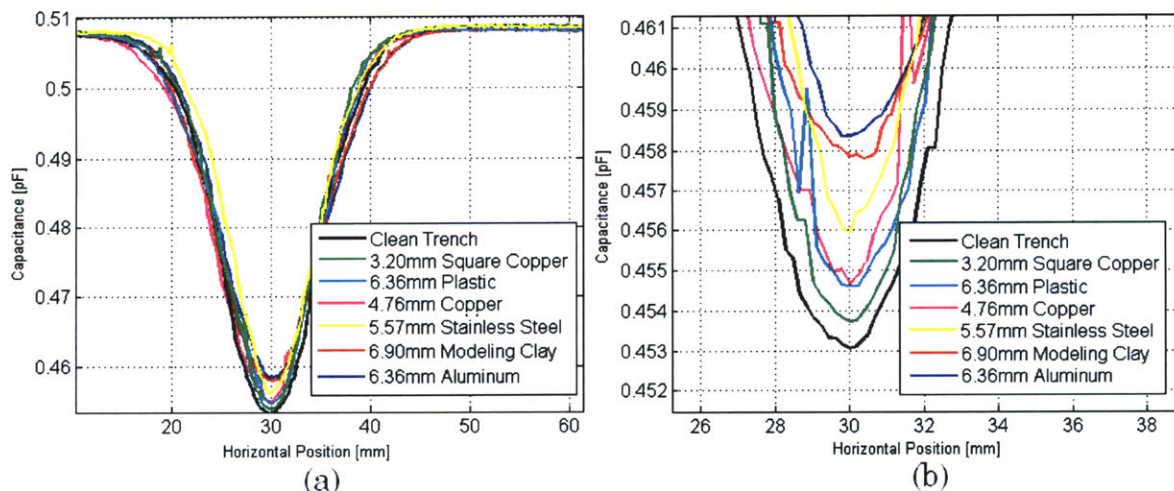 0.51
0.5
0.49
0.48
0.47
0.46
Capacitance [pF]
20
30
40
50
60
Horizontal Position [mm]
Clean Trench
3.20mm Square Copper
6.36mm Plastic
4.76mm Copper
5.57mm Stainless Steel
6.90mm Modeling Clay
6.36mm Aluminum
(a)
0.461
0.46
0.459
0.458
0.457
0.456
0.455
0.454
0.453
0.452
Capacitance [pF]
26
28
30
32
34
36
38
Horizontal Position [mm]
Clean Trench
3.20mm Square Copper
6.36mm Plastic
4.76mm Copper
5.57mm Stainless Steel
6.90mm Modeling Clay
6.36mm Aluminum
(b)